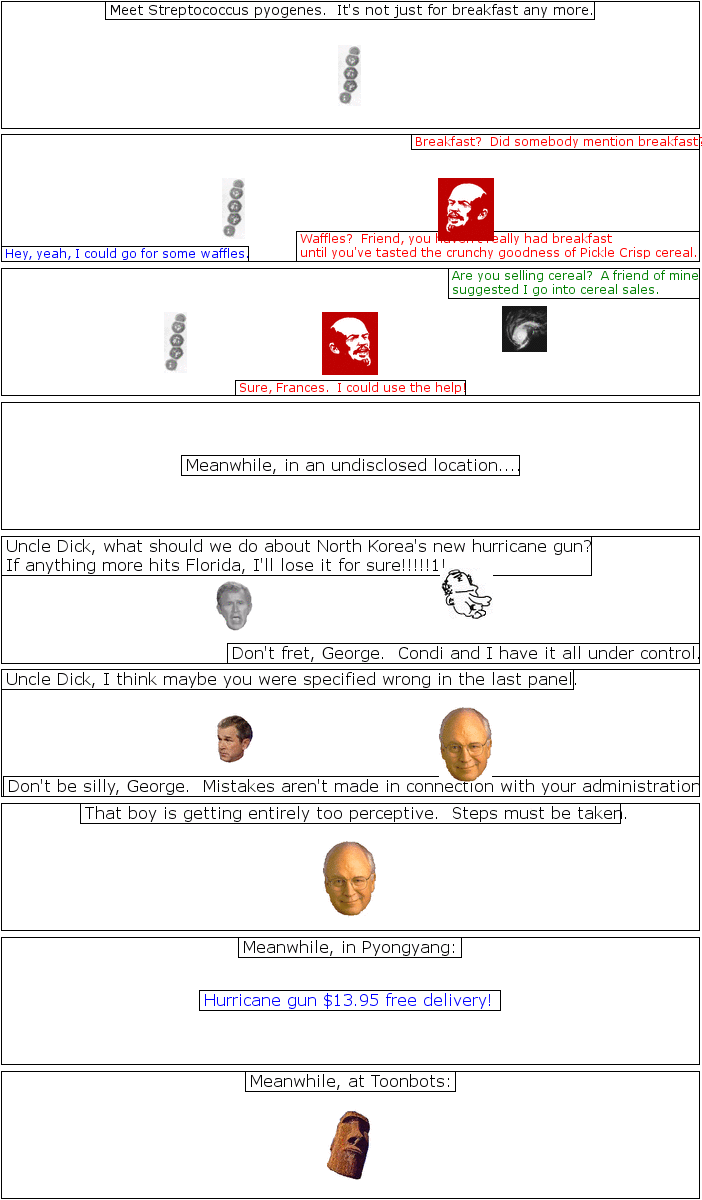 Meet Streptococcus pyogenes.  It's not just for breakfast any more.
Breakfast?  Did somebody mention breakfast?
Hey, yeah, I could go for some waffles.
Waffles?  Friend, you haven't really had breakfast
until you've tasted the crunchy goodness of Pickle Crisp cereal.
Are you selling cereal?  A friend of mine
suggested I go into cereal sales.
Sure, Frances.  I could use the help!
Meanwhile, in an undisclosed location....
Uncle Dick, what should we do about North Korea's new hurricane gun?
If anything more hits Florida, I'll lose it for sure!!!!!1!
Don't fret, George.  Condi and I have it all under control.
Uncle Dick, I think maybe you were specified wrong in the last panel.
Don't be silly, George.  Mistakes aren't made in connection with your administration
That boy is getting entirely too perceptive.  Steps must be taken.
Meanwhile, in Pyongyang:
Hurricane gun $13.95 free delivery!
Meanwhile, at Toonbots: